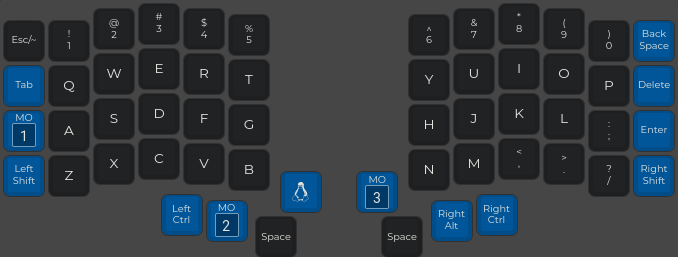 Esc/~
!
1
@
2
#
3
$
4
%
5
^
6
&
7
*
8
(
9
)
0
Back
Space
Tab
Q
W
E
R
T
Y
U
I
O
P
Delete
MO
1
A
S
D
F
G
H
J
K
L
:
;
Enter
Left
Shift
Z
X
C
V
B
N
M
<
,
>
.
?
/
Right
Shift
Left
Ctrl
MO
2
Space
MO
3
Space
Right
Alt
Right
Ctrl